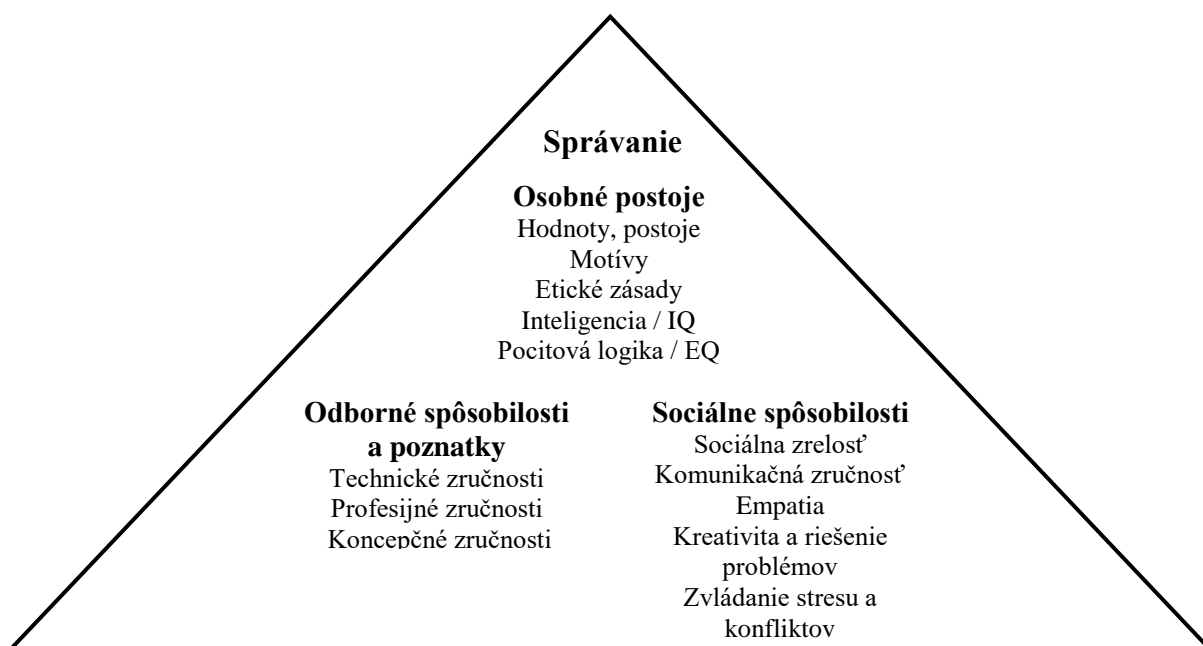 Správanie
Osobné postoje
Hodnoty, postoje
Motívy
Etické zásady
Inteligencia / IQ
Pocitová logika / EQ
Odborné spôsobilosti
a poznatky
Technické zručnosti
Profesijné zručnosti
Koncepčné zručnosti
Sociálne spôsobilosti
Sociálna zrelosť
Komunikačná zručnosť
Empatia
Kreativita a riešenie
problémov
Zvládanie stresu a
konfliktov